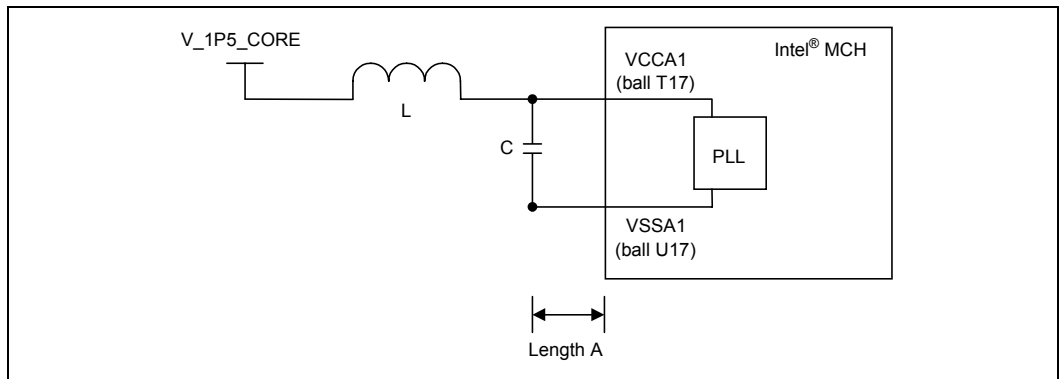 V_1P5_CORE
Intel® MCH
VCCA1
(ball T17)
L
C
PLL
VSSA1
(ball U17)
Length A